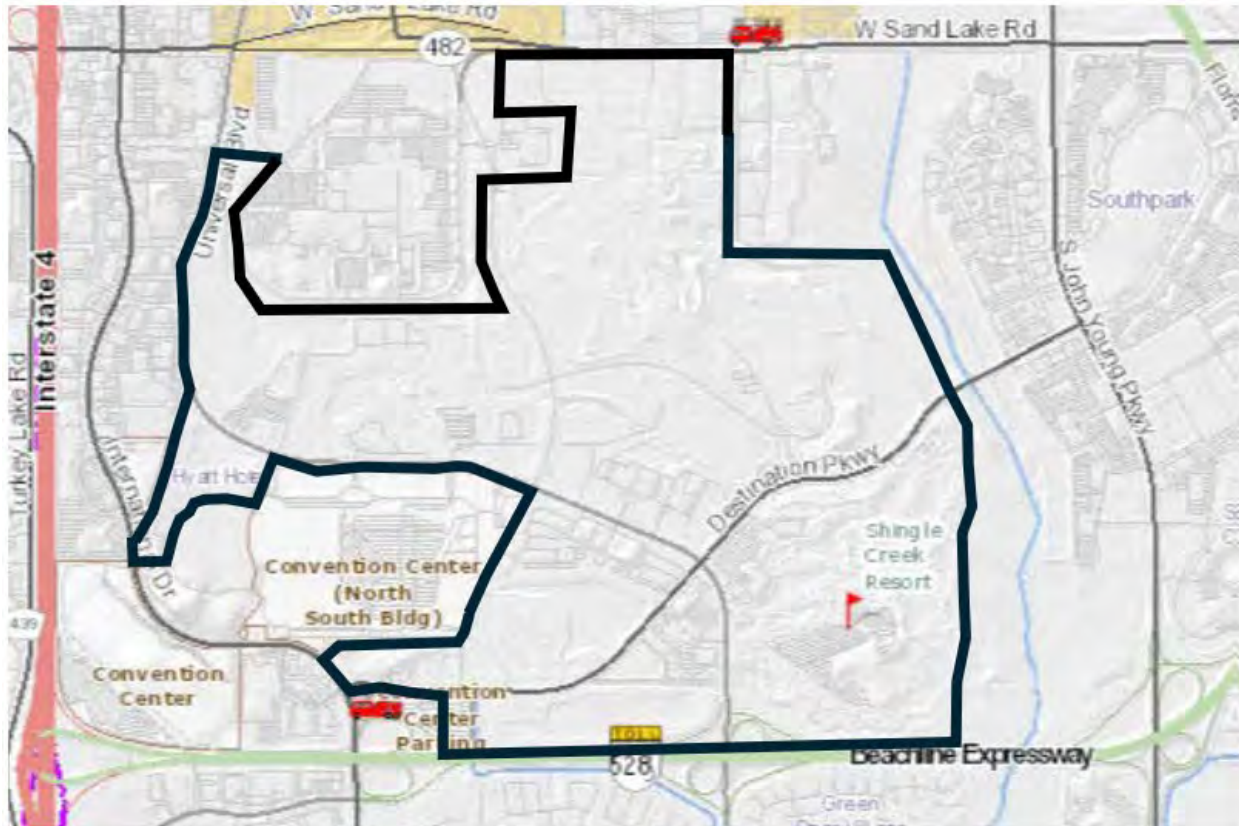 W Sand Lake Rd
482
W Sand Lake Rd
Universal Blvd
Southpark
S John Young Pkwy
Interstate 4
Turkey Lake Rd
Hyatt
Destination Pkwy
Shingle
Creek
Resort
Convention Center
(North
South Bldg)
Dr
Convention
Center
Center
Parking
TOLL
528
Beachline Expressway
Green